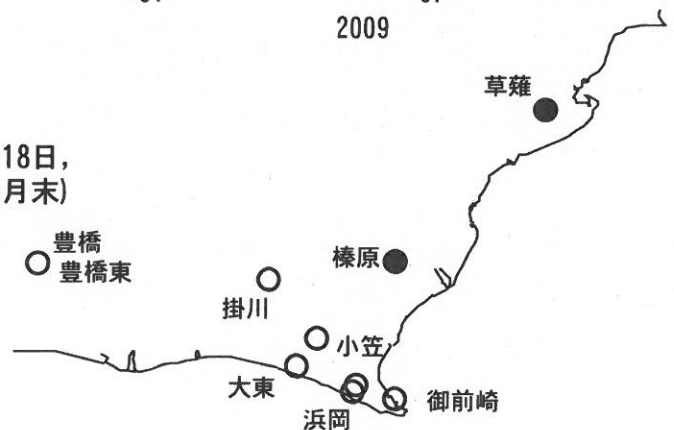 2009
草薙
18日,
月末)
豊橋
豊橋東
榛原
掛川
小笠
大東
御前崎
浜岡